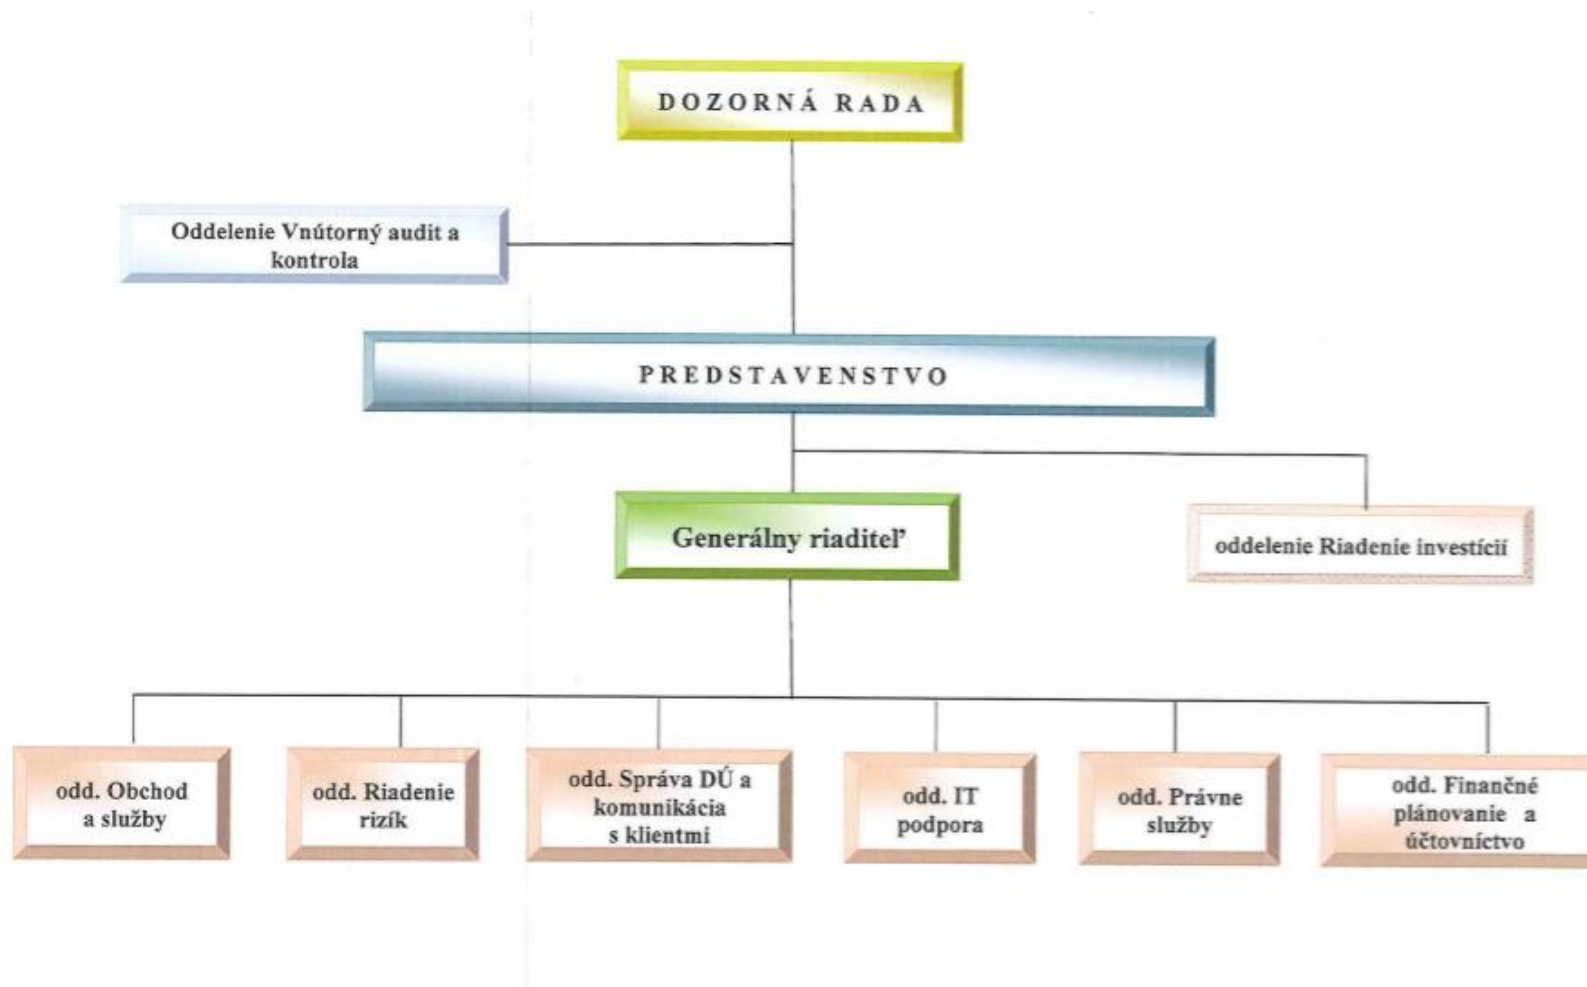 DOZORNÁ RADA
Oddelenie Vnútorný audit a
kontrola
PREDSTAVENSTVO
Generálny riaditeľ
oddelenie Riadenie investícií
odd. Obchod
a služby
odd. Riadenie
rizík
odd. Správa DÚ a
komunikácia
s klientmi
odd. IT
podpora
odd. Právne
služby
odd. Finančné
plánovanie a
účtovníctvo